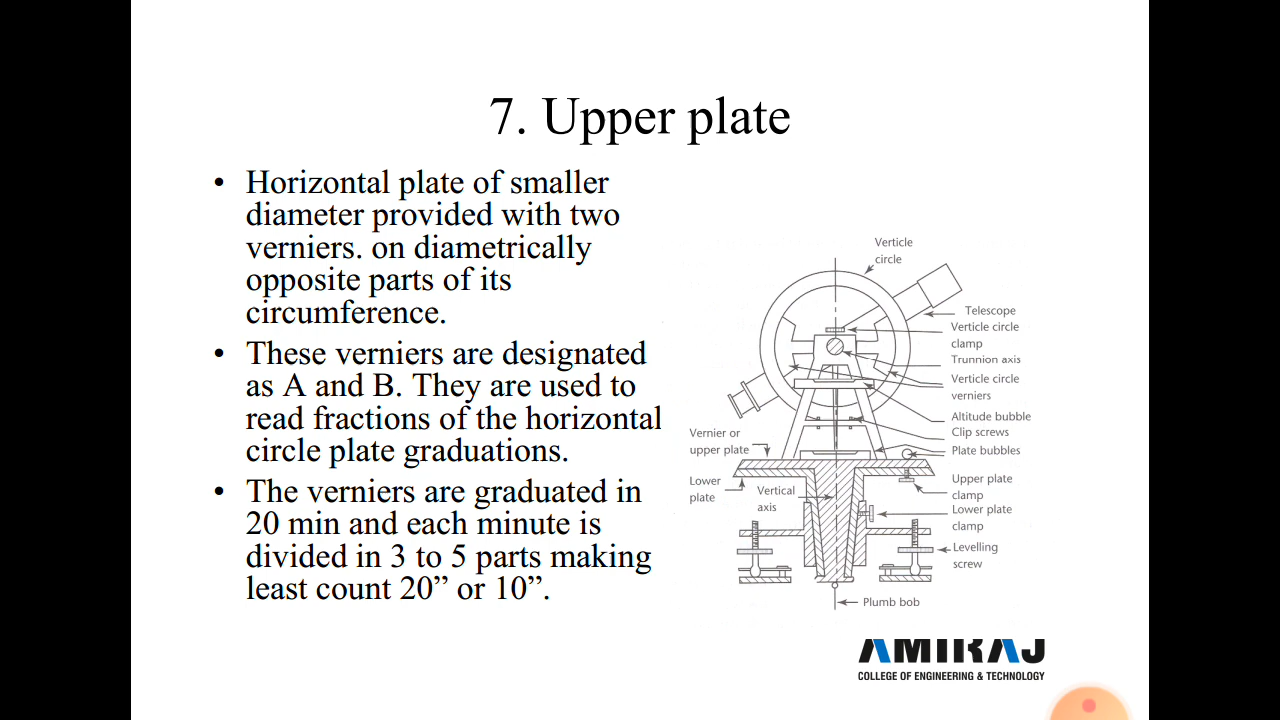 7. Upper plate
• Horizontal plate of smaller
diameter provided with two
verniers. on diametrically
opposite parts of its
circumference.
• These verniers are designated
as A and B. They are used to
read fractions of the horizontal
circle plate graduations.
• The verniers are graduated in
20 min and each minute is
divided in 3 to 5 parts making
least count 20” or 10”.
Verticle
circle
Telescope
Verticle circle
clamp
Trunnion axis
Verticle circle
verniers
Altitude bubble
Clip screws
Plate bubbles
Vernier or
upper plate
Lower
plate
Vertical
axis
Upper plate
clamp
Lower plate
clamp
Levelling
screw
Plumb bob
AMIRAJ
COLLEGE OF ENGINEERING & TECHNOLOGY